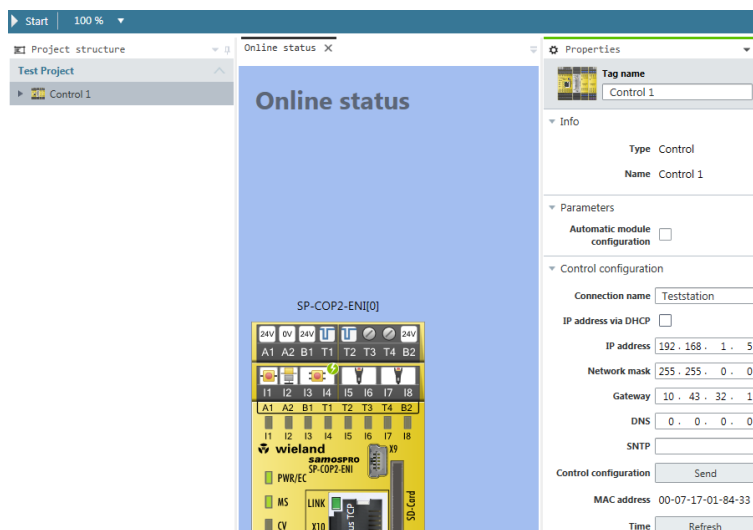 Start 100 %
Project structure
Test Project
Control 1
Online status
Online status
SP-COP2-ENI[0]
24V 0V 24V 24V
A1 A2 B1 T1 T2 T3 T4 B2
I1 I2 I3 I4 I5 I6 I7 I8
A1 A2 B1 T1 T2 T3 T4 B2
I1 I2 I3 I4 I5 I6 I7 I8
wieland
X9
samosPRO
SP-COP2-ENI
PWR/EC
MS
LINK
CV
X10
us TCP
SD-Card
Properties
Tag name
Control 1
Info
Type Control
Name Control 1
Parameters
Automatic module
configuration
Control configuration
Connection name Teststation
IP address via DHCP
IP address 192 . 168 . 1 . 5
Network mask 255 . 255 . 0 . 0
Gateway 10 . 43 . 32 . 1
DNS 0 . 0 . 0 . 0
SNTP
Control configuration Send
MAC address 00-07-17-01-84-33
Time Refresh